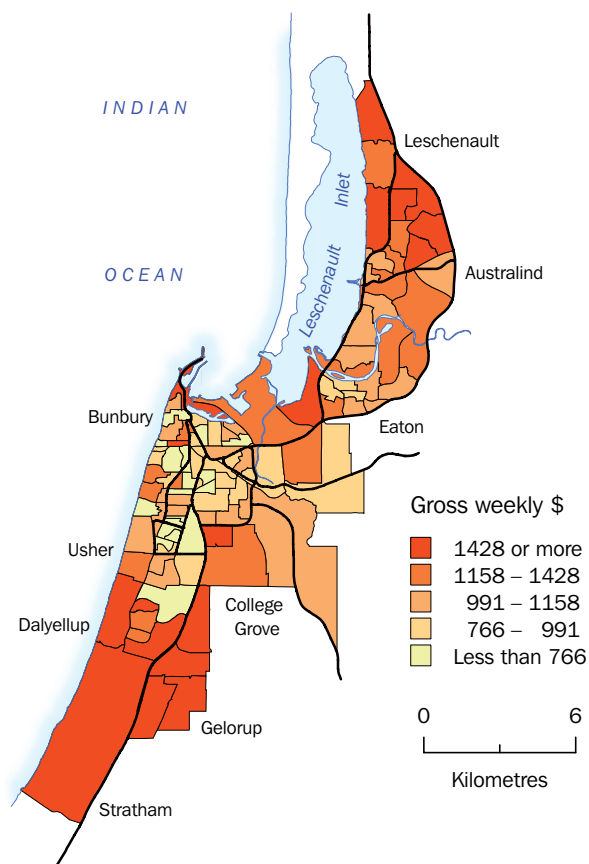 INDIAN
OCEAN
Leschenault Inlet
Leschenault
Australind
Bunbury
Eaton
Usher
College
Grove
Dalyellup
Gelorup
Stratham
Gross weekly $
1428 or more
1158 – 1428
991 – 1158
766 – 991
Less than 766
0 6
Kilometres